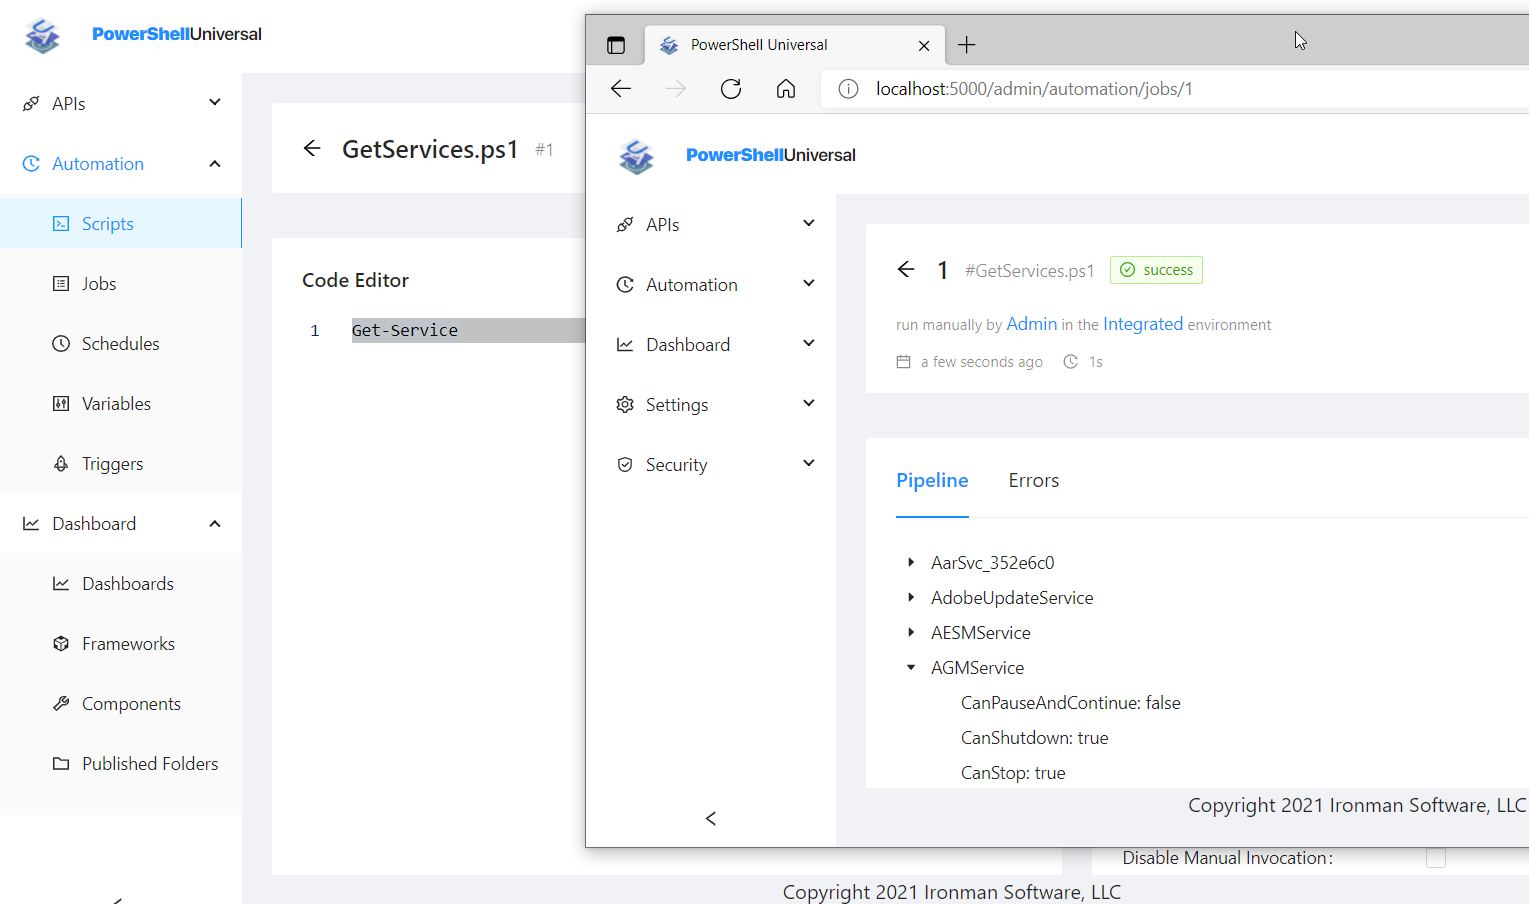 PowerShellUniversal
APIs
Automation
Scripts
Jobs
Schedules
Variables
Triggers
Dashboard
Dashboards
Frameworks
Components
Published Folders
GetServices.ps1 #1
Code Editor
1 Get-Service
Disable Manual Invocation:
Copyright 2021 Ironman Software, LLC
PowerShell Universal
localhost:5000/admin/automation/jobs/1
PowerShellUniversal
APIs
Automation
Dashboard
Settings
Security
1 #GetServices.ps1 success
run manually by Admin in the Integrated environment
a few seconds ago 1s
Pipeline Errors
AarSvc_352e6c0
AdobeUpdateService
AESMService
AGMService
CanPauseAndContinue: false
CanShutdown: true
CanStop: true
Copyright 2021 Ironman Software, LLC